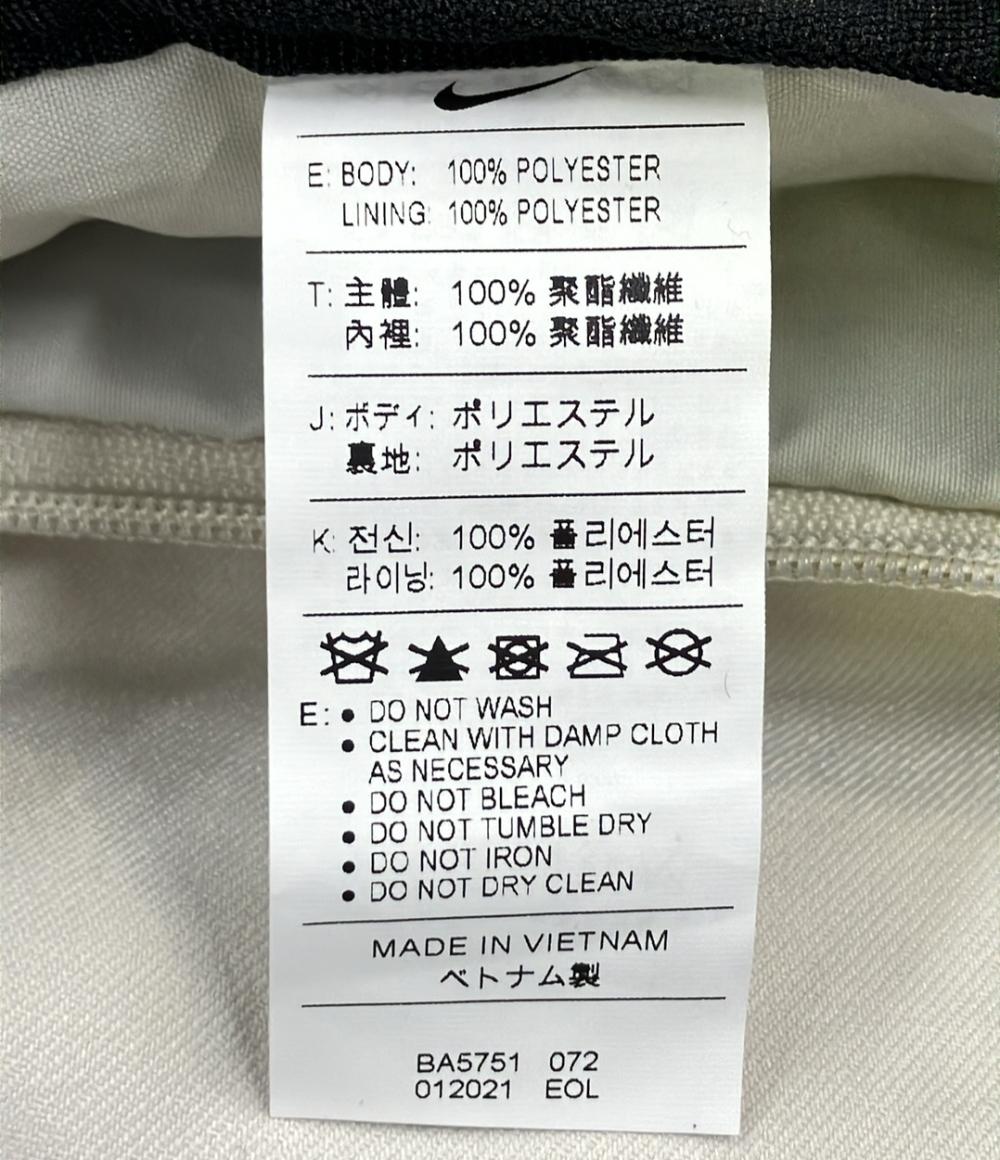 E: BODY: 100% POLYESTER
LINING: 100% POLYESTER
T: 主體: 100% 聚酯纖維
內裡: 100% 聚酯纖維
J: ボディ: ポリエステル
裏地: ポリエステル
K: 전신: 100% 폴리에스터
라이닝: 100% 폴리에스터
E: • DO NOT WASH
• CLEAN WITH DAMP CLOTH
AS NECESSARY
• DO NOT BLEACH
• DO NOT TUMBLE DRY
• DO NOT IRON
• DO NOT DRY CLEAN
MADE IN VIETNAM
ベトナム製
BA5751 072
012021 EOL